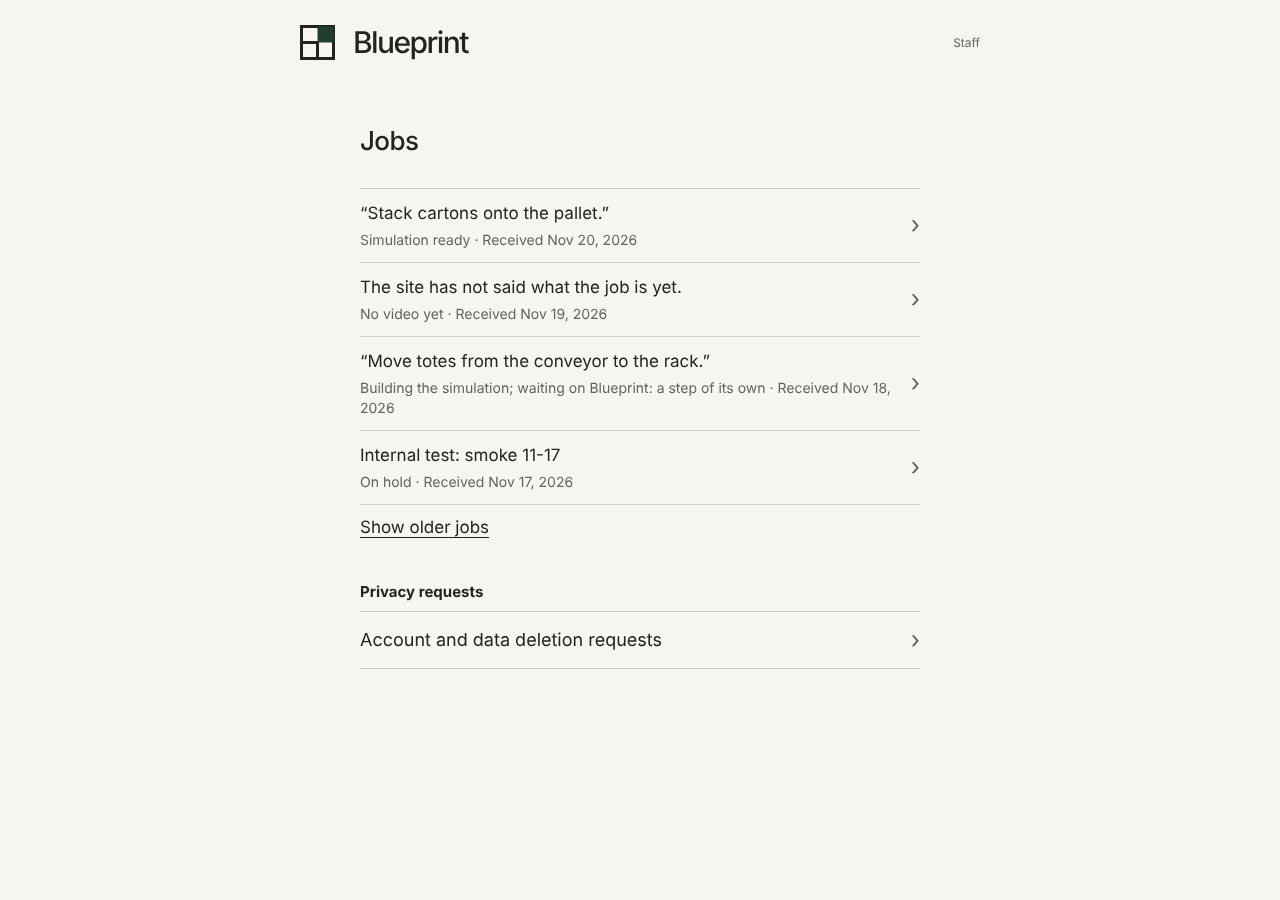 Blueprint
Staff
Jobs
“Stack cartons onto the pallet.”
Simulation ready · Received Nov 20, 2026
The site has not said what the job is yet.
No video yet · Received Nov 19, 2026
“Move totes from the conveyor to the rack.”
Building the simulation; waiting on Blueprint: a step of its own · Received Nov 18,
2026
Internal test: smoke 11-17
On hold · Received Nov 17, 2026
Show older jobs
Privacy requests
Account and data deletion requests